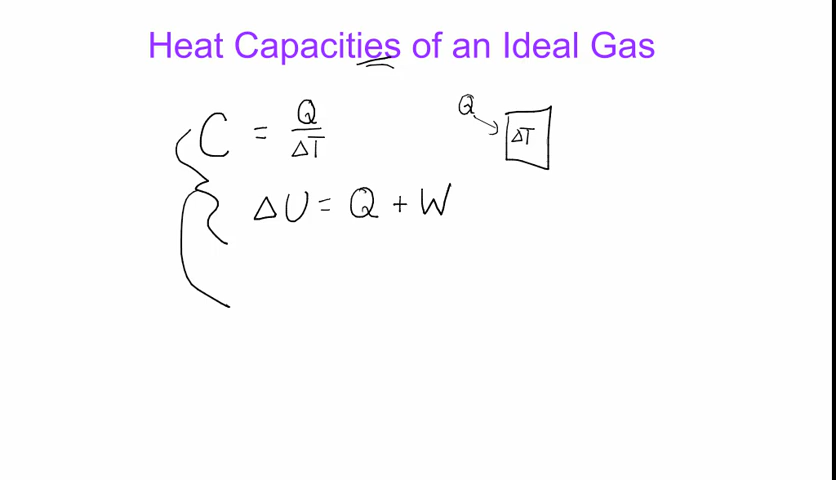 Heat Capacities of an Ideal Gas
C = Q/ΔT
Q
ΔT
ΔU = Q + W